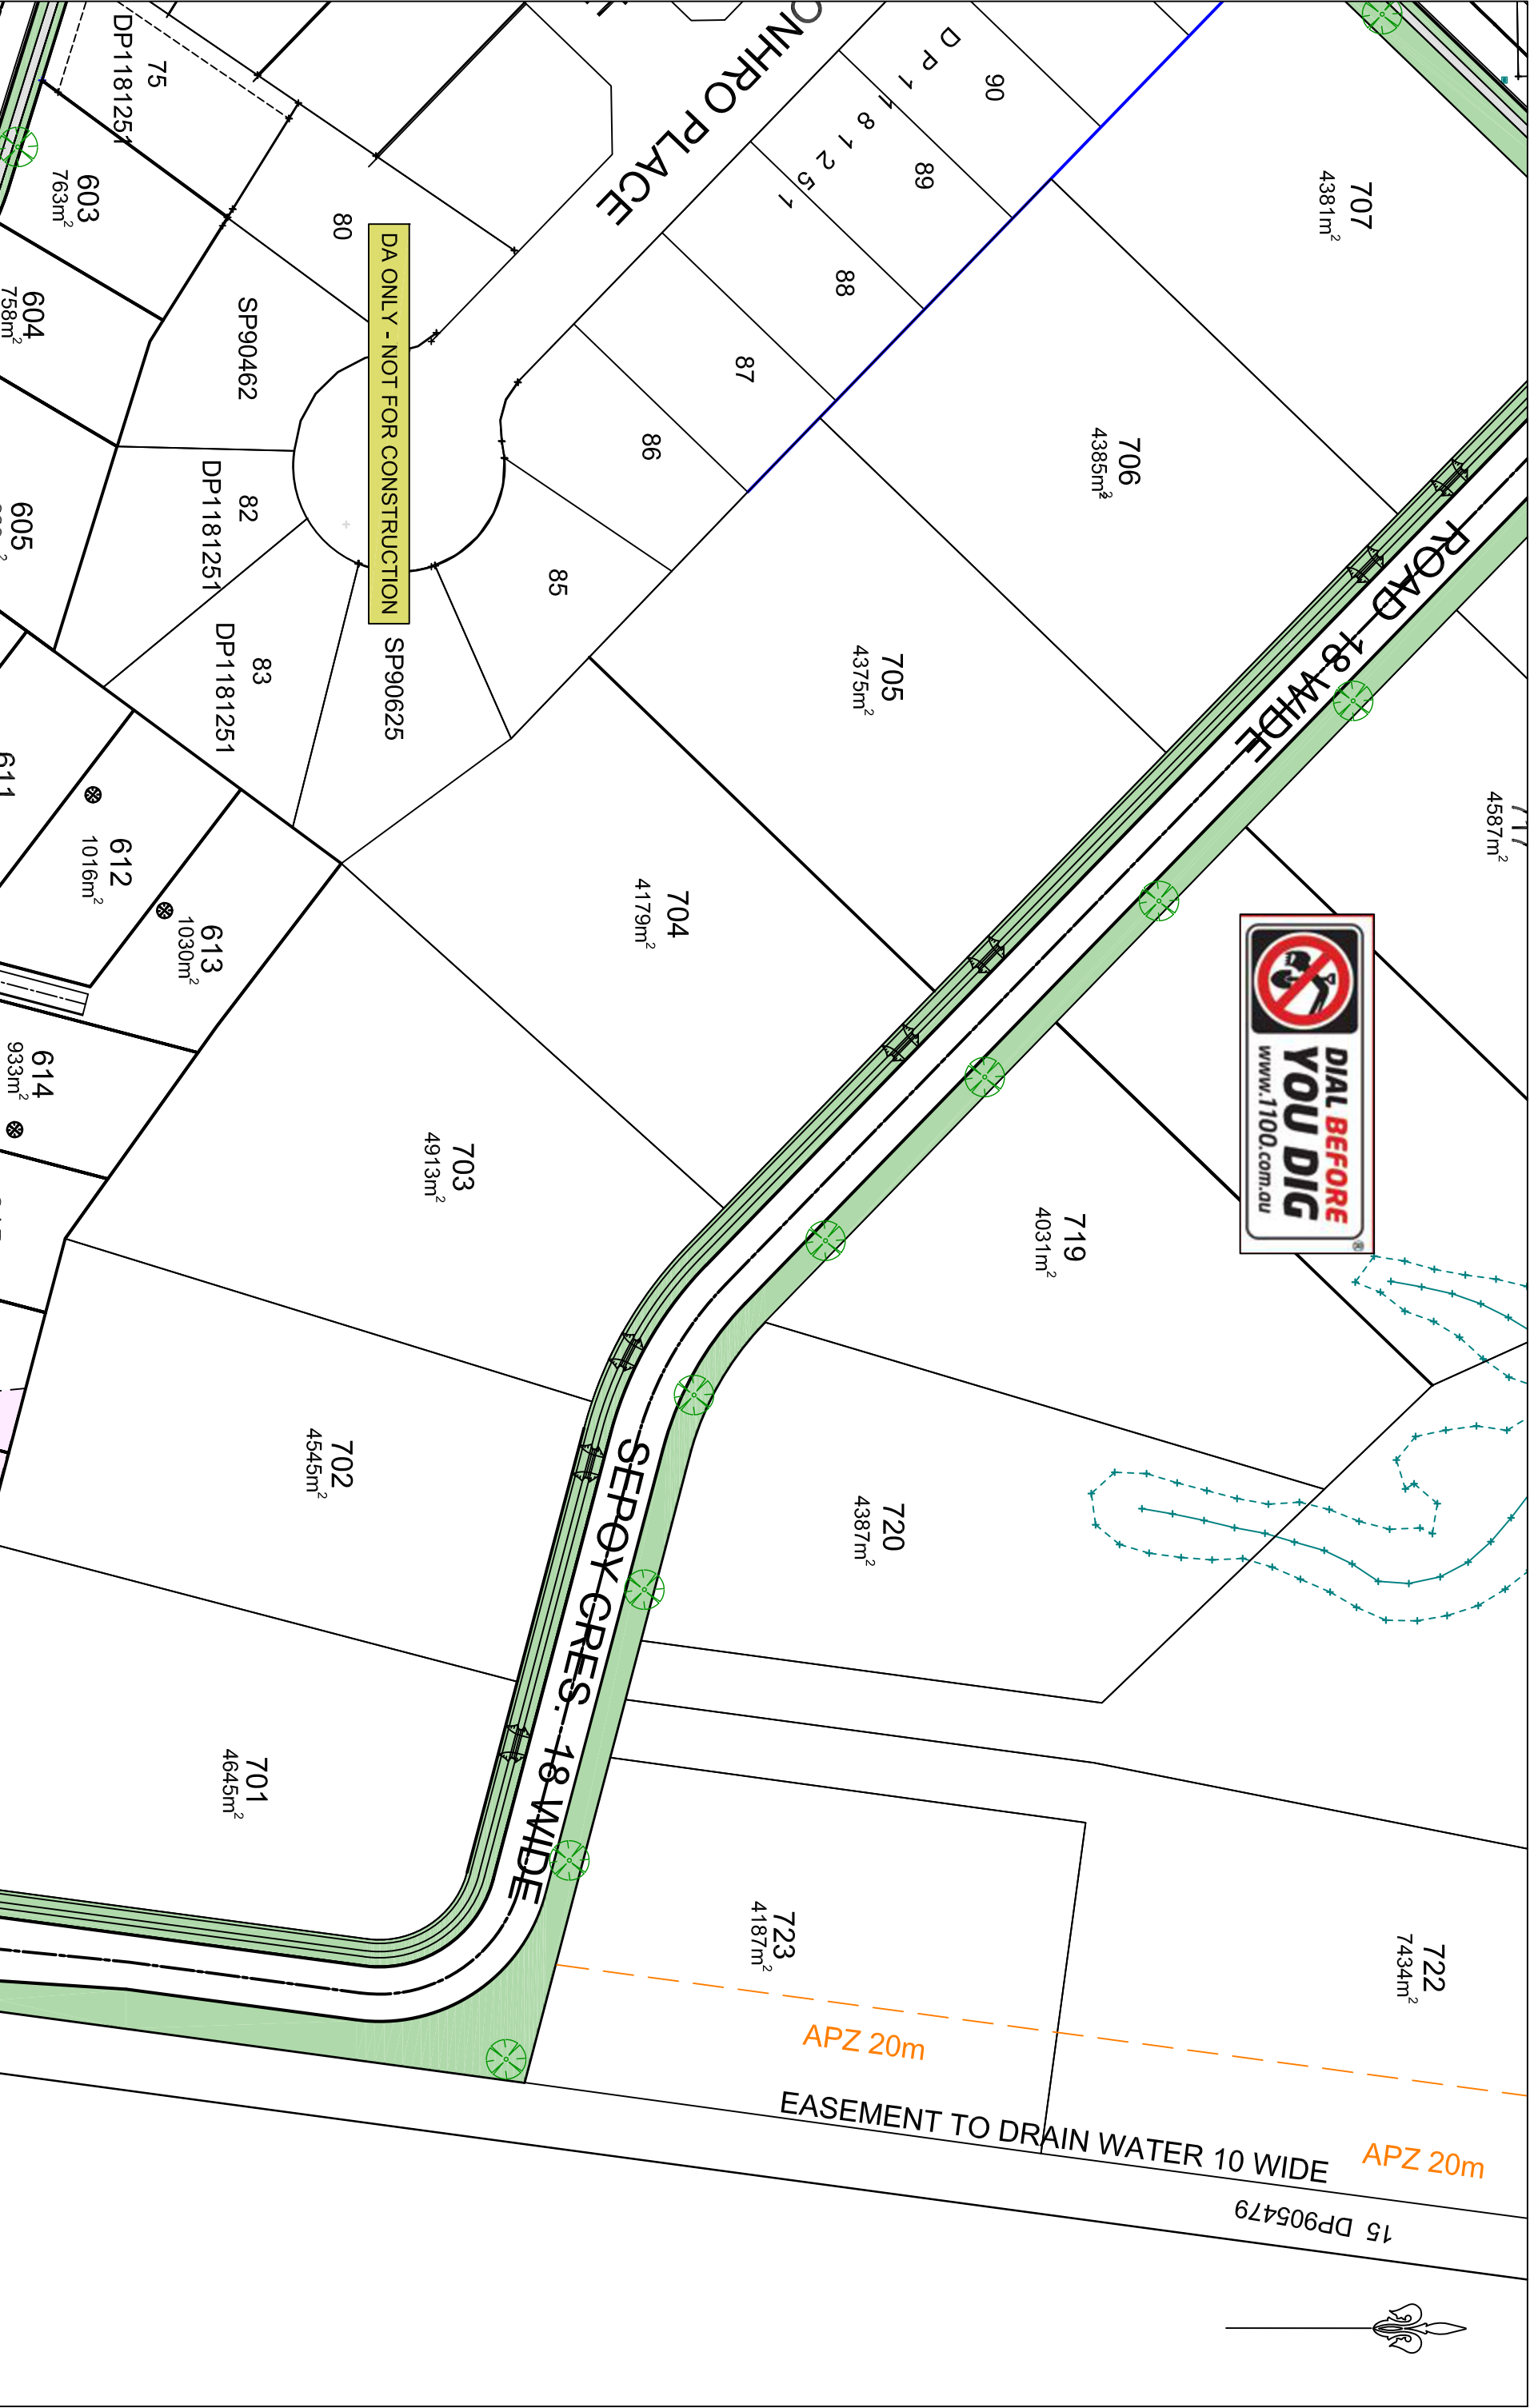 75
DP1181251
603
763m²
604
758m²
605
611
612
1016m²
613
1030m²
614
933m²
80
SP90462
82
DP1181251
83
DP1181251
SP90625
85
86
87
88
89
90
DP1181251
ONHRO PLACE
DA ONLY - NOT FOR CONSTRUCTION
707
4381m²
706
4385m²
705
4375m²
704
4179m²
703
4913m²
702
4545m²
701
4645m²
ROAD 18 WIDE
SEPOY CRES. 18 WIDE
717
4587m²
DIAL BEFORE
YOU DIG
www.1100.com.au
®
719
4031m²
720
4387m²
723
4187m²
722
7434m²
APZ 20m
APZ 20m
EASEMENT TO DRAIN WATER 10 WIDE
15 DP905479